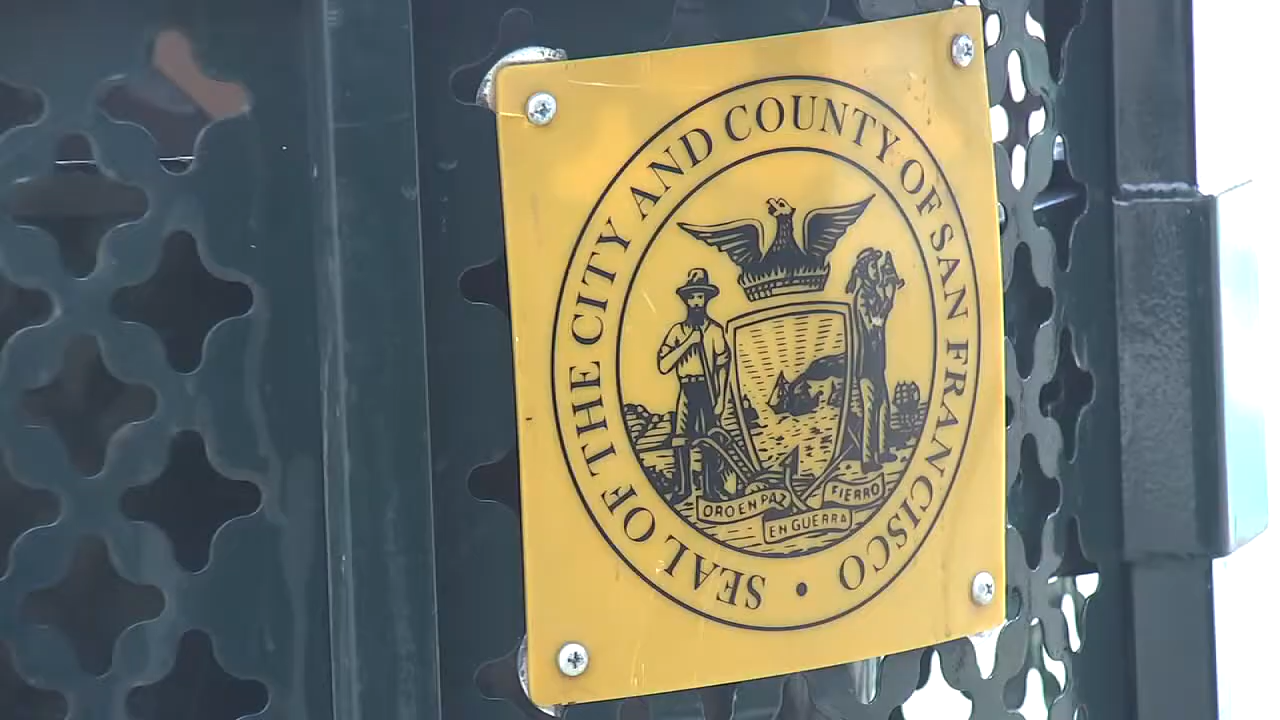 SEAL OF THE CITY AND COUNTY OF SAN FRANCISCO •
ORO EN PAZ
FIERRO
EN GUERRA